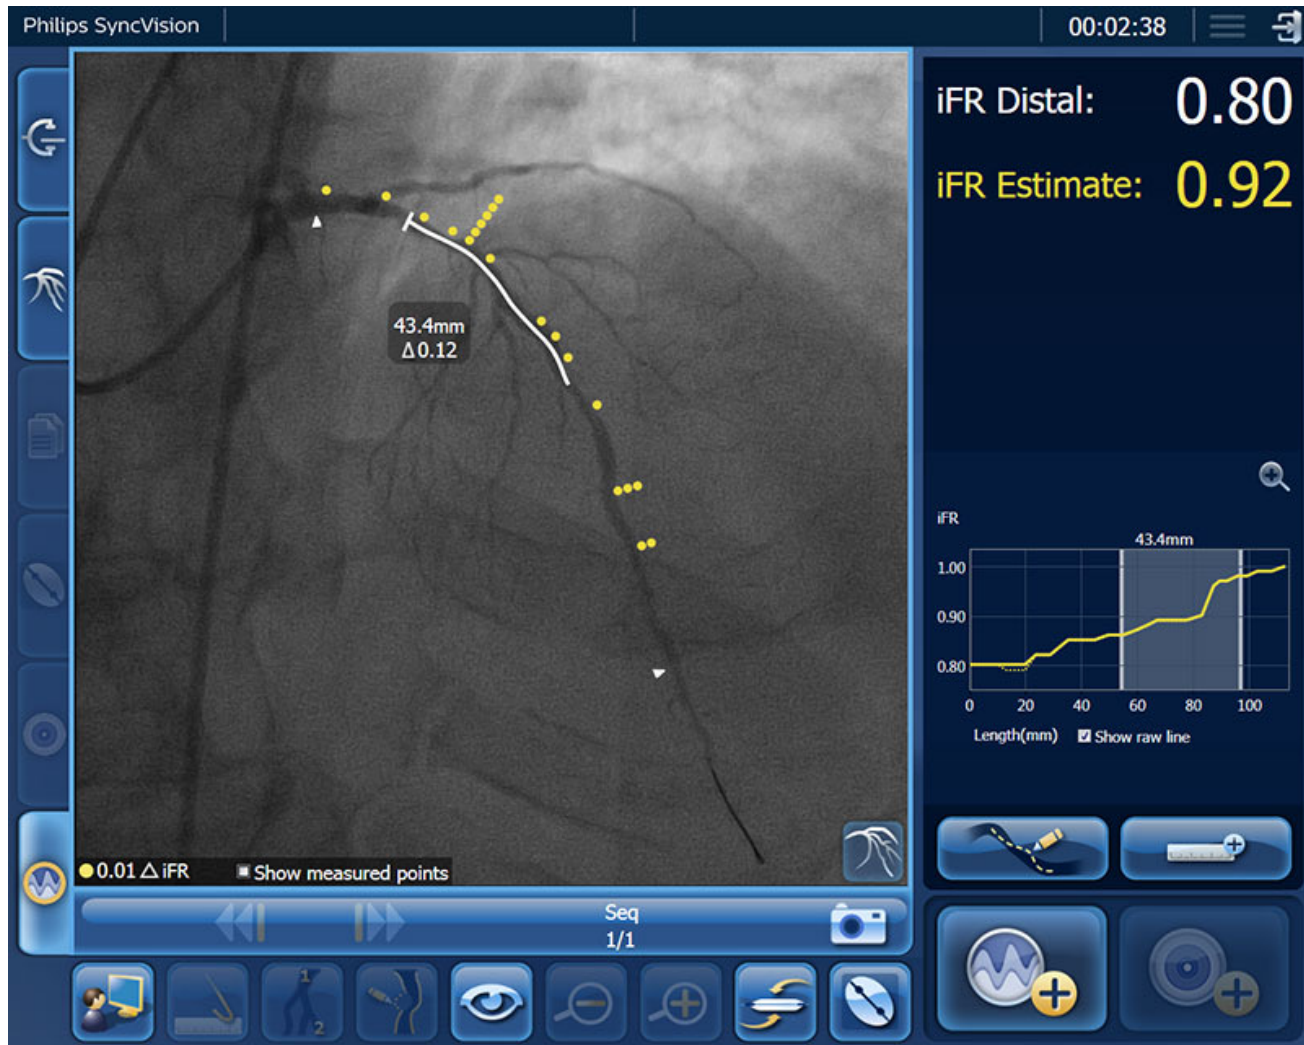 Philips SyncVision
00:02:38
iFR Distal: 0.80
iFR Estimate: 0.92
43.4mm
Δ0.12
iFR
43.4mm
1.00
0.90
0.80
0 20 40 60 80 100
Length(mm) Show raw line
0.01 △ iFR Show measured points
Seq
1/1
1
2